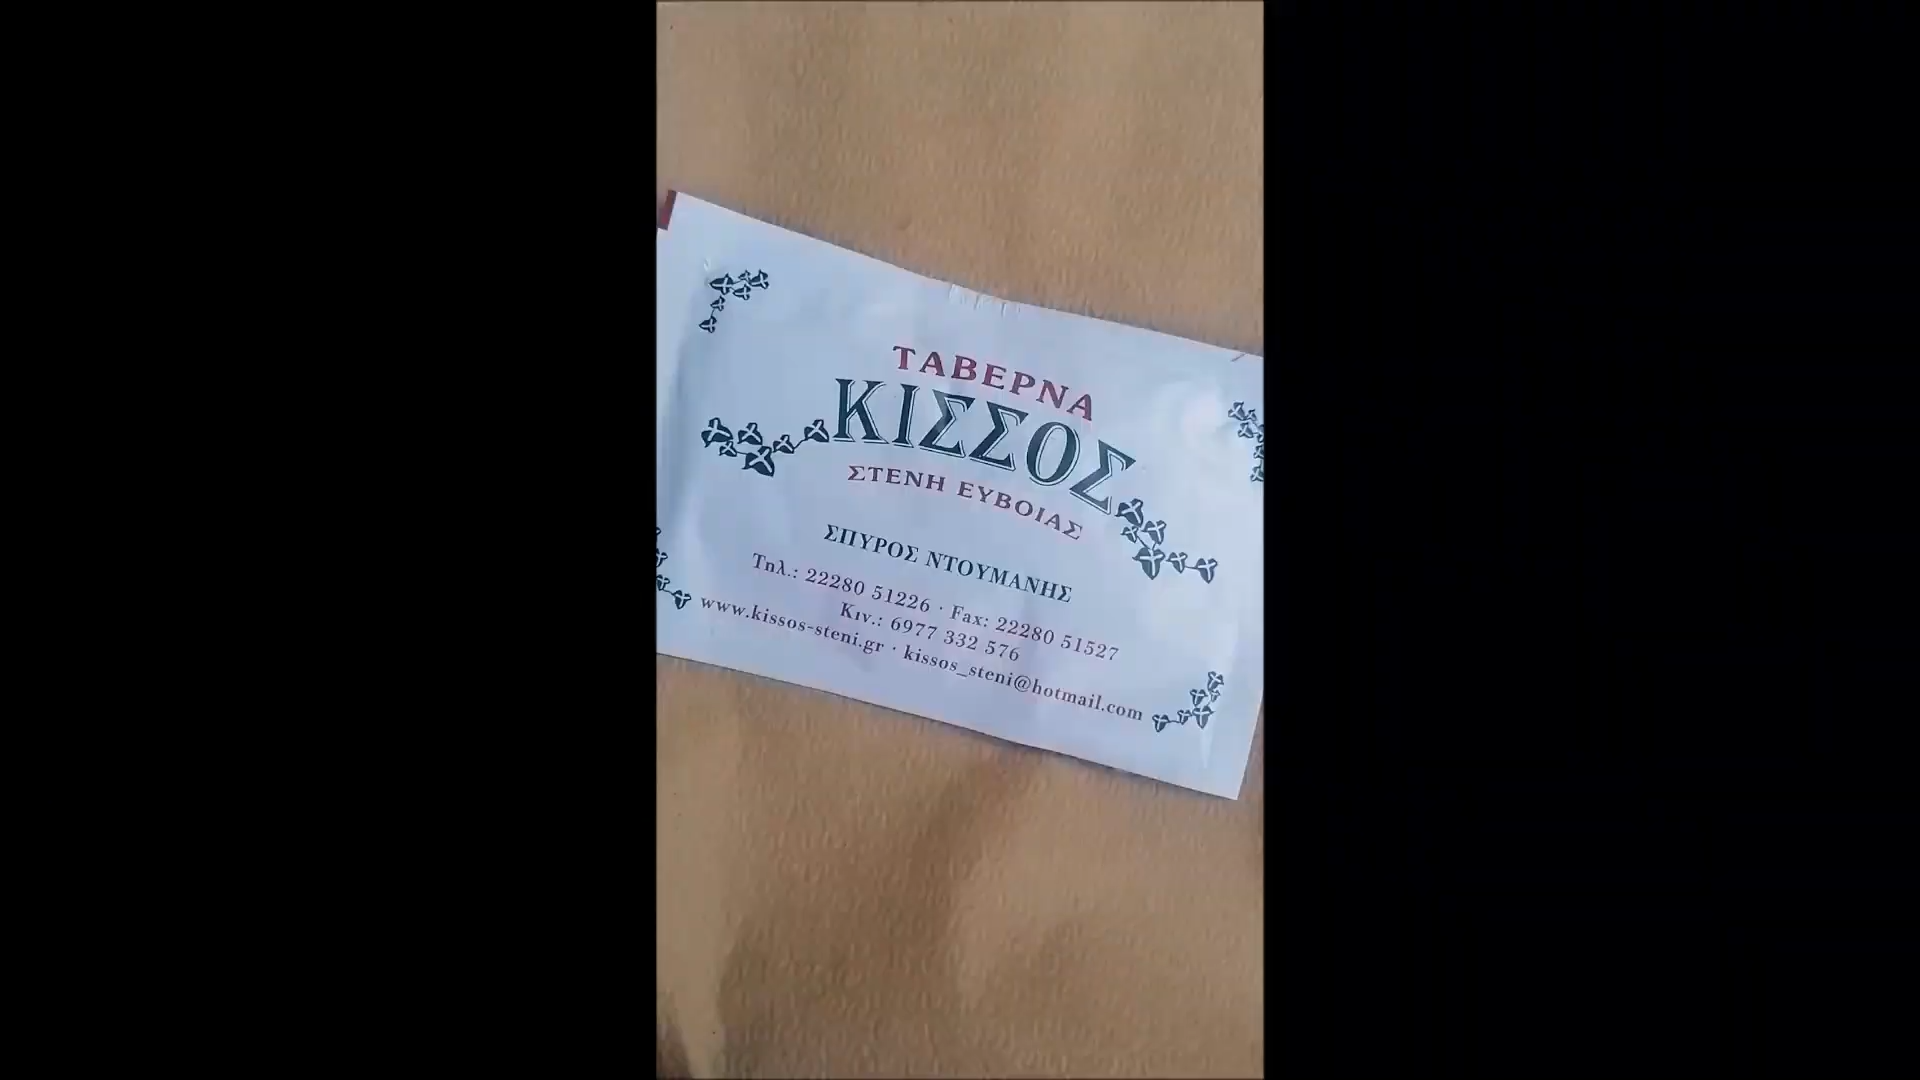 ΤΑΒΕΡΝΑ
ΚΙΣΣΟΣ
ΣΤΕΝΗ ΕΥΒΟΙΑΣ
ΣΠΥΡΟΣ ΝΤΟΥΜΑΝΗΣ
Τηλ.: 22280 51226 · Fax: 22280 51527
Κιν.: 6977 332 576
www.kissos-steni.gr · kissos_steni@hotmail.com